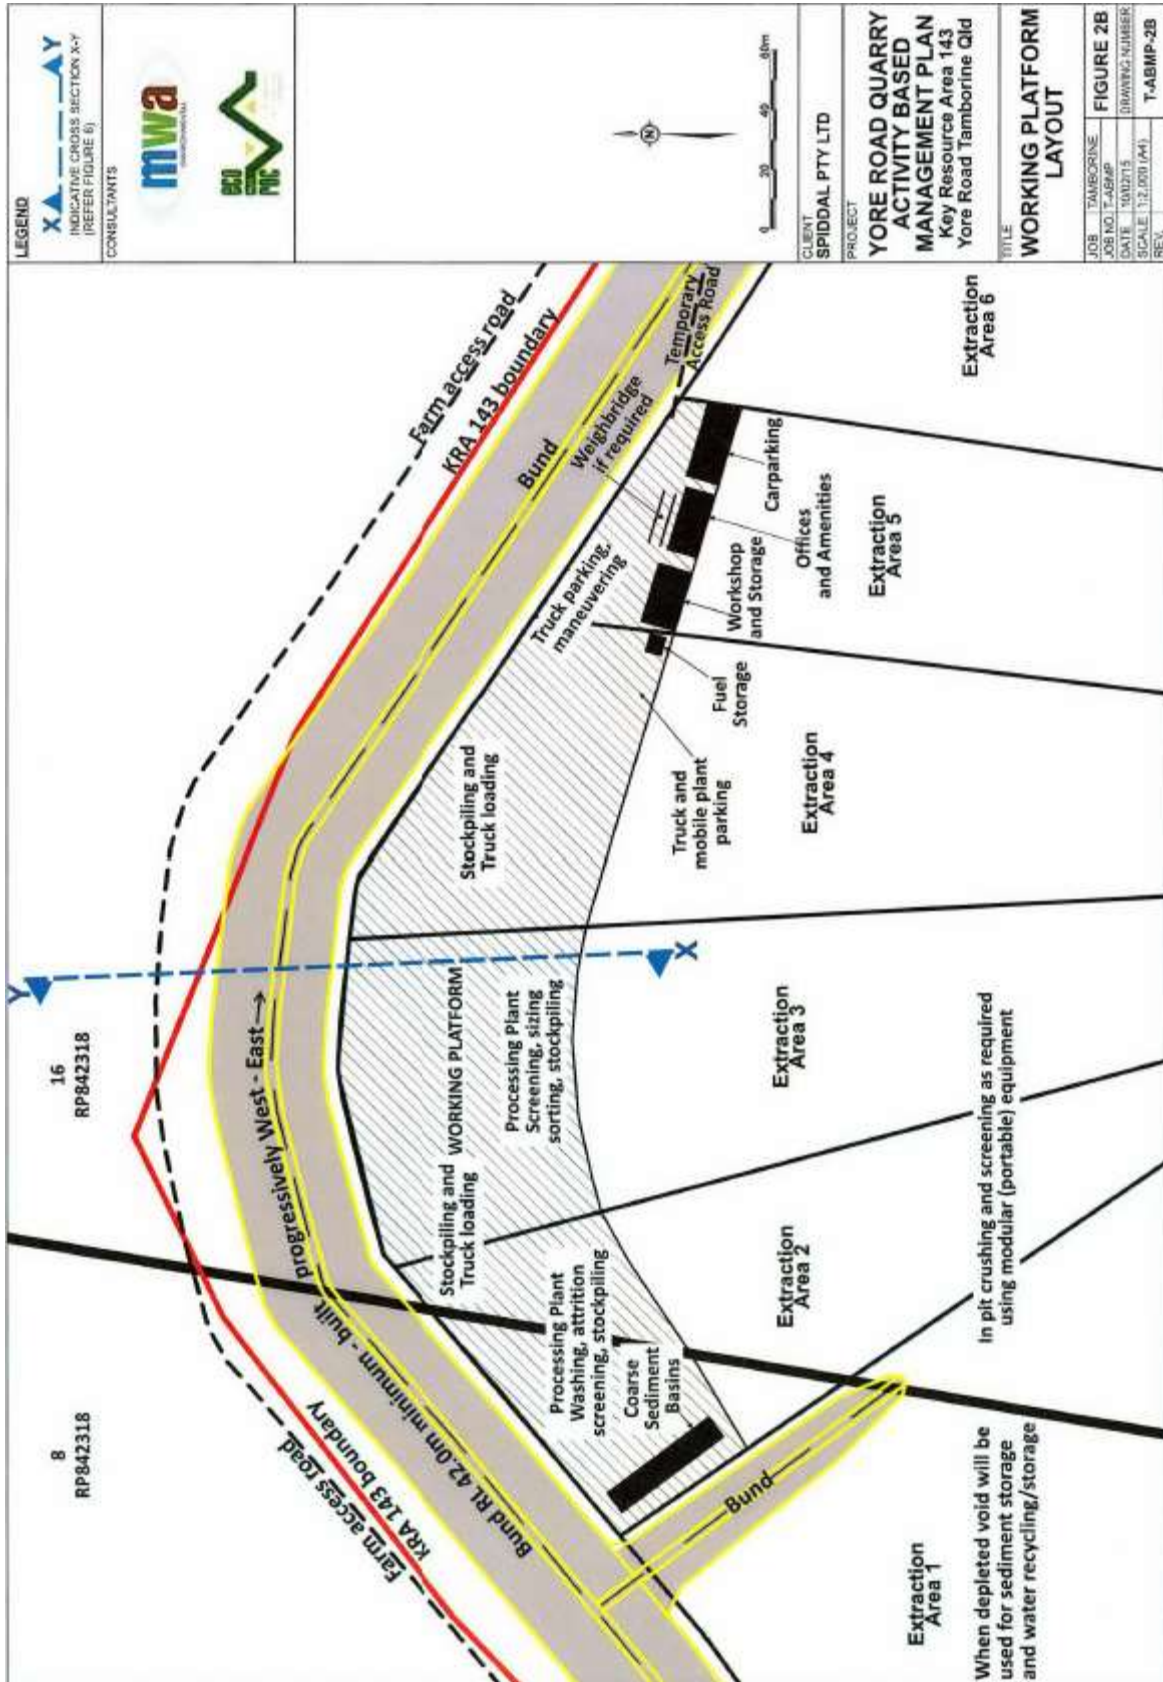 8
RP842318
16
RP842318
Farm access road
KRA 143 boundary
Bund RL 42.0m minimum - built progressively West - East
Farm access road
KRA 143 boundary
Bund
Temporary
Access Road
Weighbridge
if required
Truck parking,
maneuvering
Stockpiling and
Truck loading
Stockpiling and
Truck loading
WORKING PLATFORM
Processing Plant
Screening, sizing
sorting, stockpiling
Processing Plant
Washing, attrition
screening, stockpiling
Coarse
Sediment
Basins
Bund
Fuel
Storage
Workshop
and Storage
Offices
and Amenities
Carparking
Truck and
mobile plant
parking
Y
X
Extraction
Area 1
Extraction
Area 2
Extraction
Area 3
Extraction
Area 4
Extraction
Area 5
Extraction
Area 6
When depleted void will be
used for sediment storage
and water recycling/storage
In pit crushing and screening as required
using modular (portable) equipment
LEGEND
X Y
INDICATIVE CROSS SECTION X-Y
(REFER FIGURE 6)
CONSULTANTS
mwa
eco
N
0 20 40 60m
CLIENT
SPIDDAL PTY LTD
PROJECT
YORE ROAD QUARRY
ACTIVITY BASED
MANAGEMENT PLAN
Key Resource Area 143
Yore Road Tamborine Qld
TITLE
WORKING PLATFORM
LAYOUT
JOB TAMBORINE
JOB NO. T-ABMP
DATE 16/02/15
SCALE 1:2,000 (A4)
REV.
FIGURE 2B
DRAWING NUMBER
T-ABMP-2B